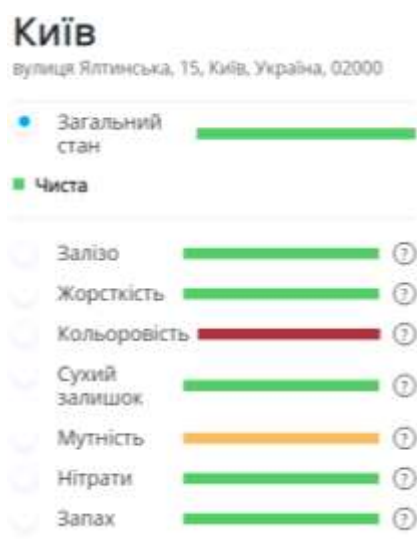 Київ
вулиця Ялтинська, 15, Київ, Україна, 02000
Загальний
стан
Чиста
Залізо
?
Жорсткість
?
Кольоровість
?
Сухий
залишок
?
Мутність
?
Нітрати
?
Запах
?